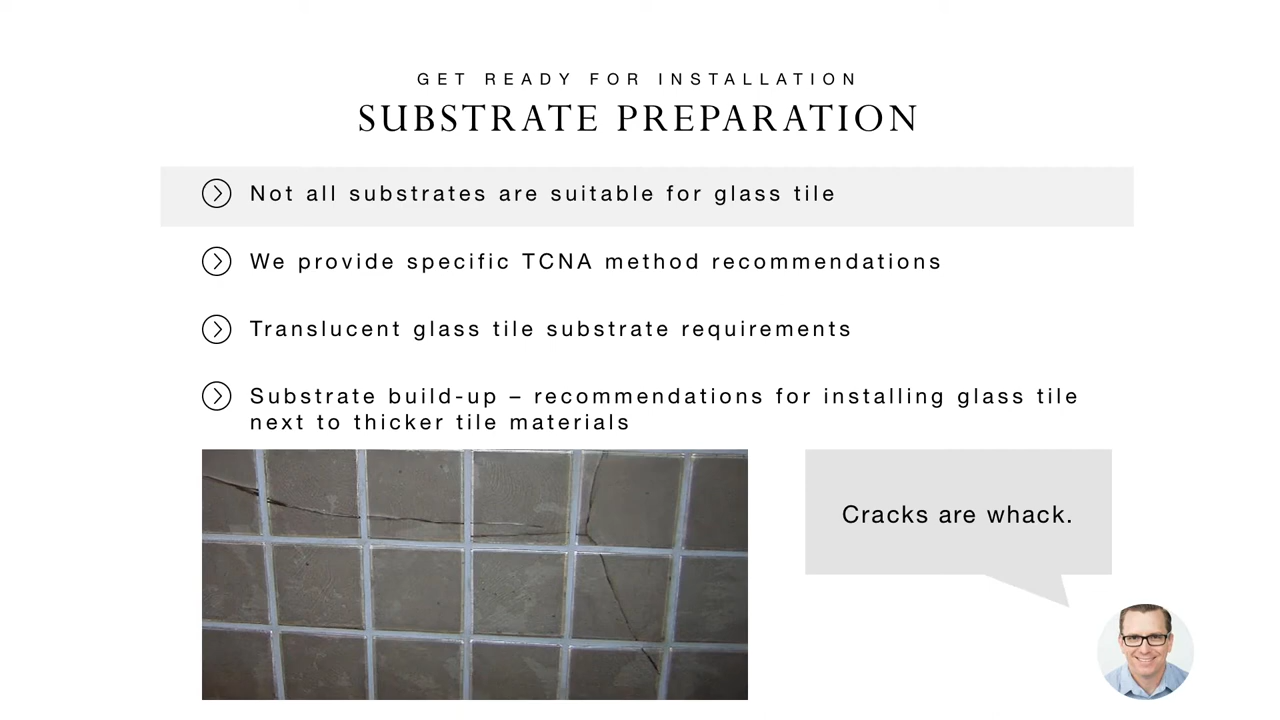 GET READY FOR INSTALLATION
SUBSTRATE PREPARATION
Not all substrates are suitable for glass tile
We provide specific TCNA method recommendations
Translucent glass tile substrate requirements
Substrate build-up – recommendations for installing glass tile
next to thicker tile materials
Cracks are whack.